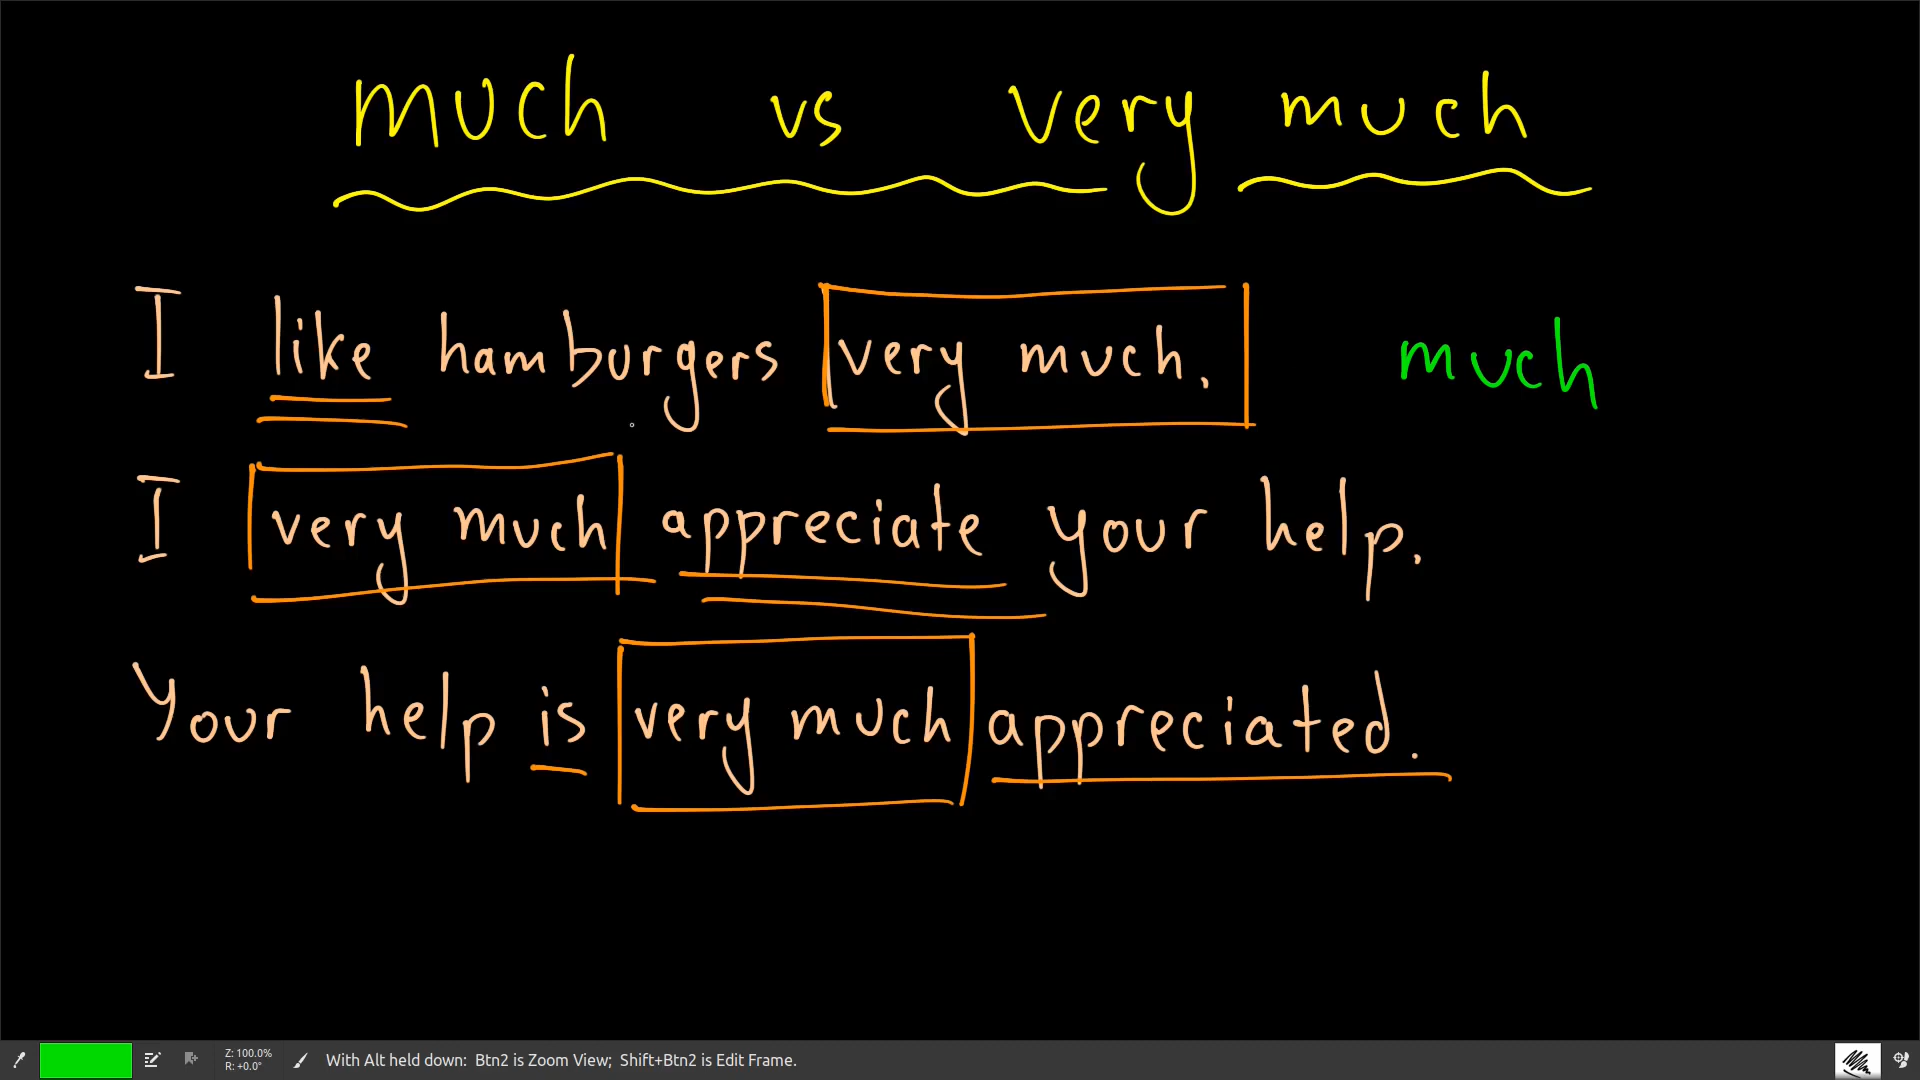 much vs very much
I like hamburgers very much. much
I very much appreciate your help.
Your help is very much appreciated.
Z: 100.0%
R: +0.0°
With Alt held down: Btn2 is Zoom View; Shift+Btn2 is Edit Frame.